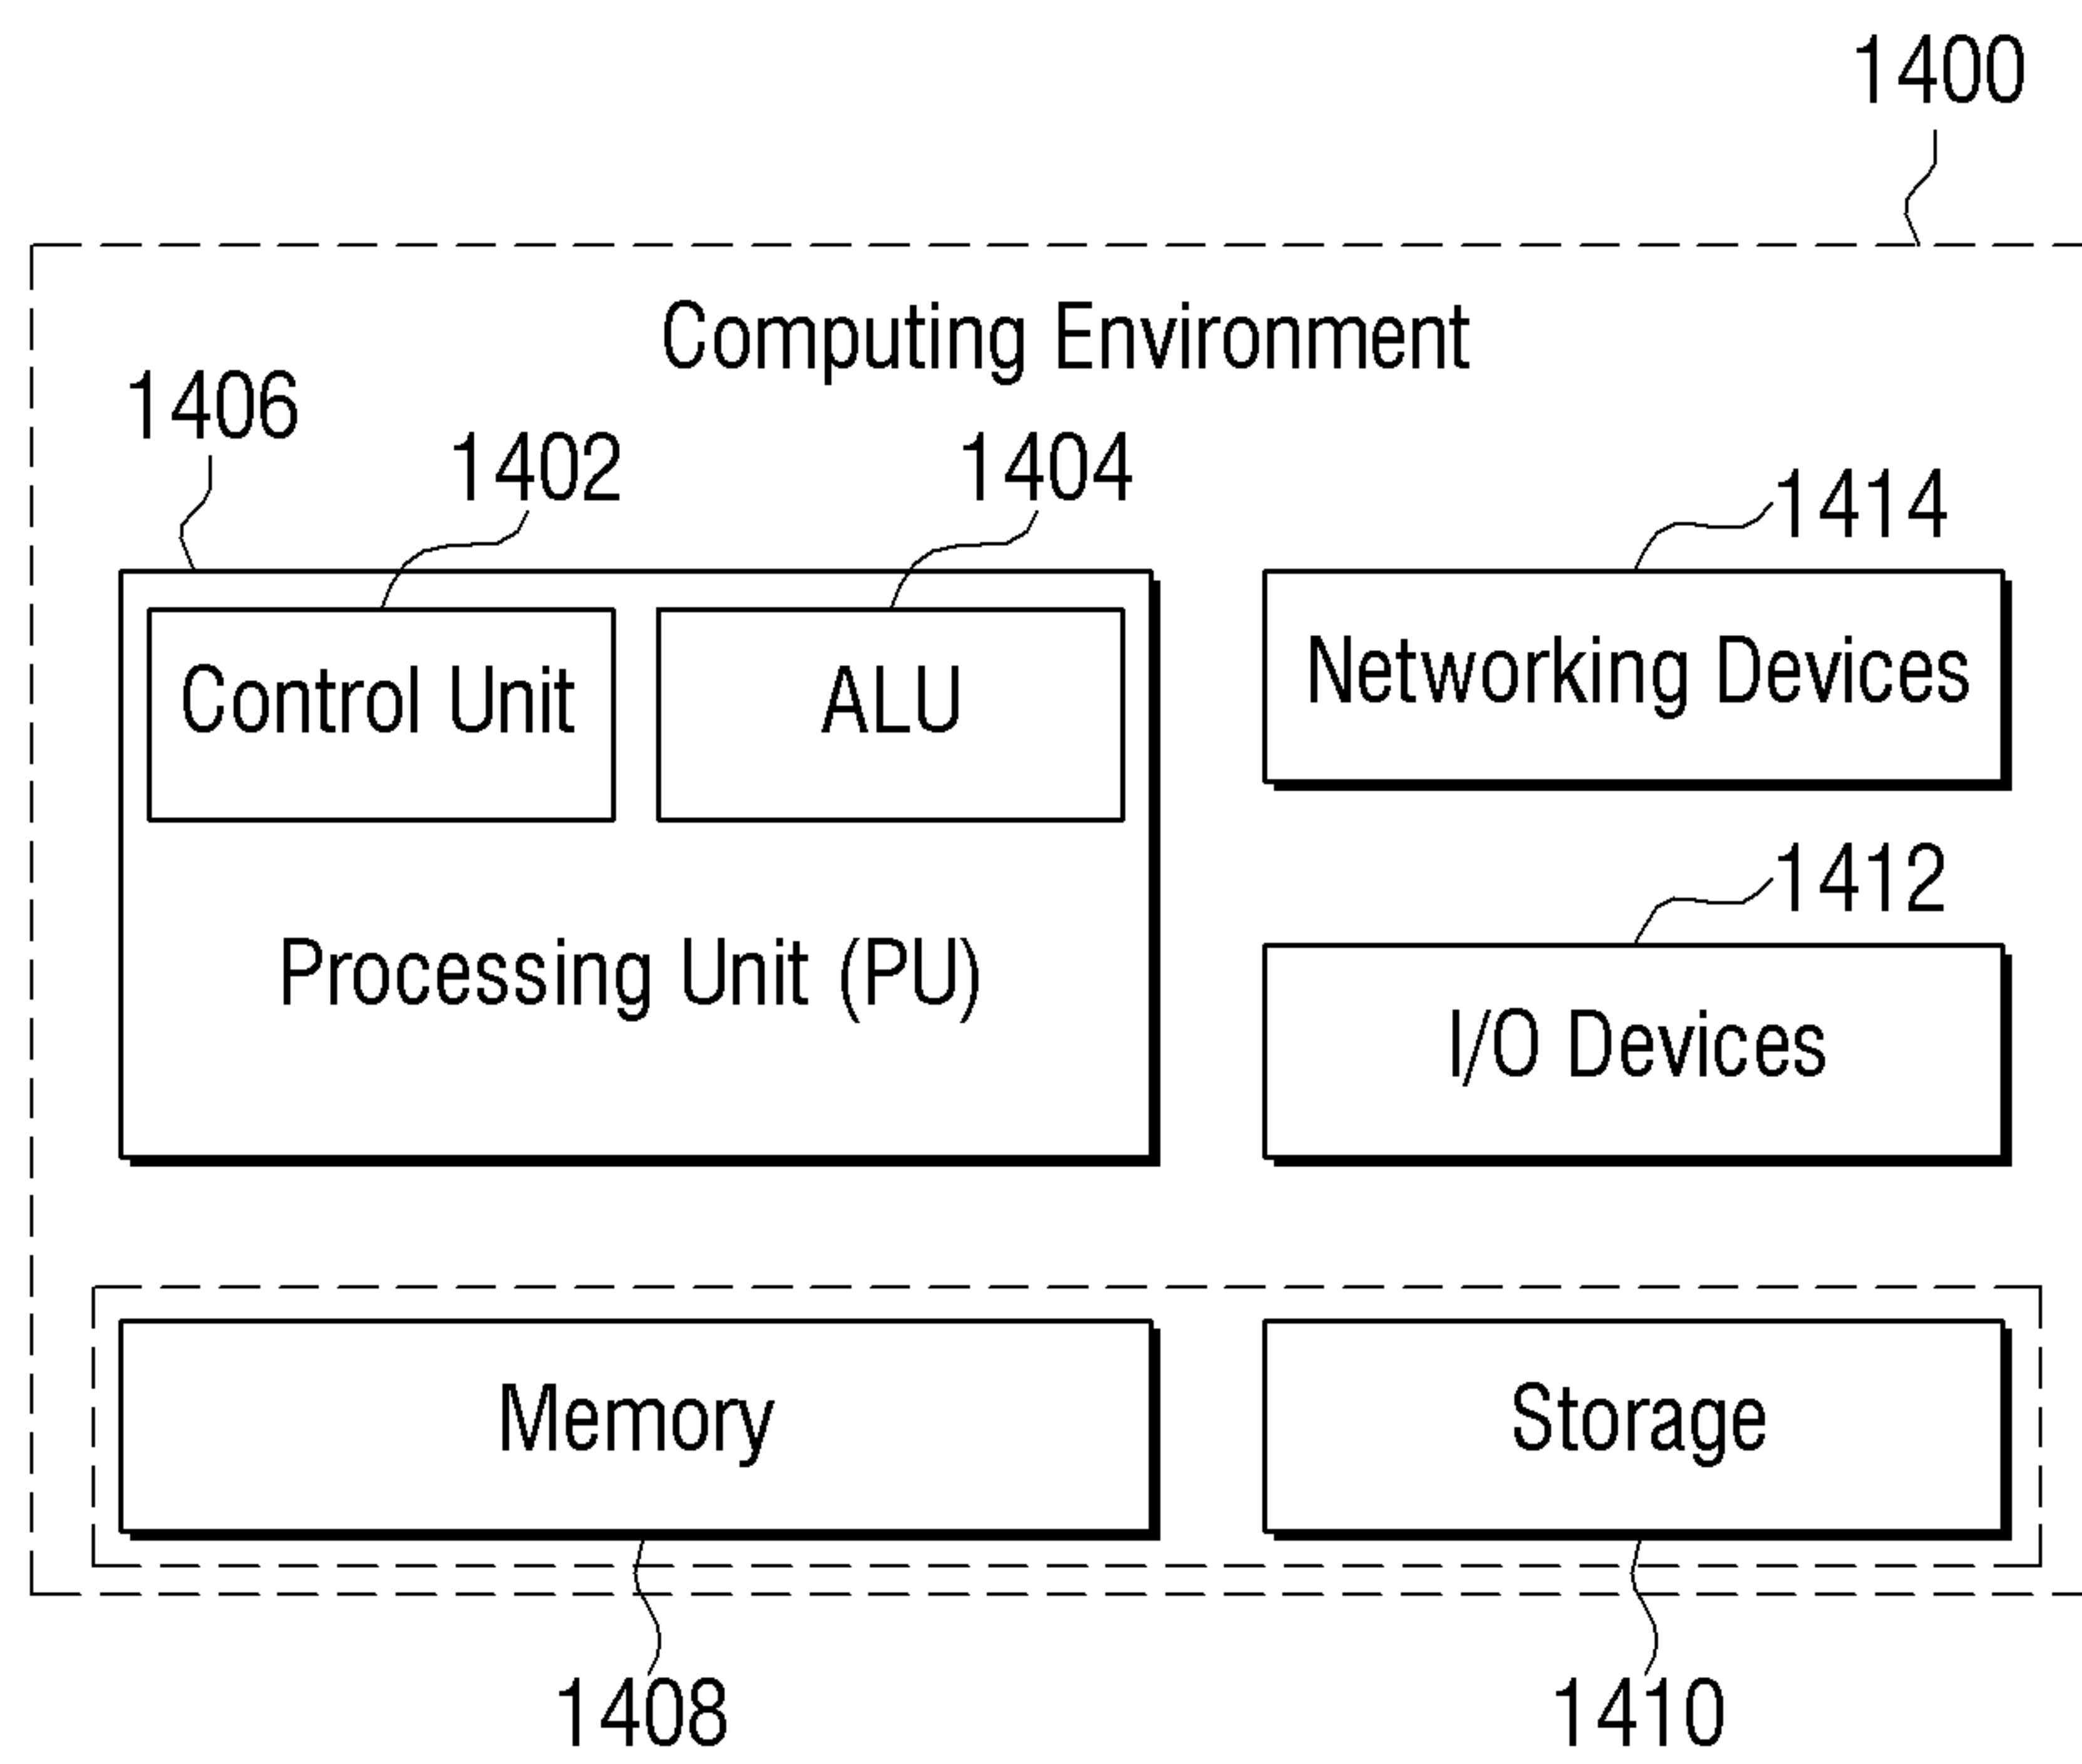 1400
Computing Environment
1406
1402
1404
1414
Control Unit
ALU
Networking Devices
1412
Processing Unit (PU)
I/O Devices
Memory
Storage
1408
1410